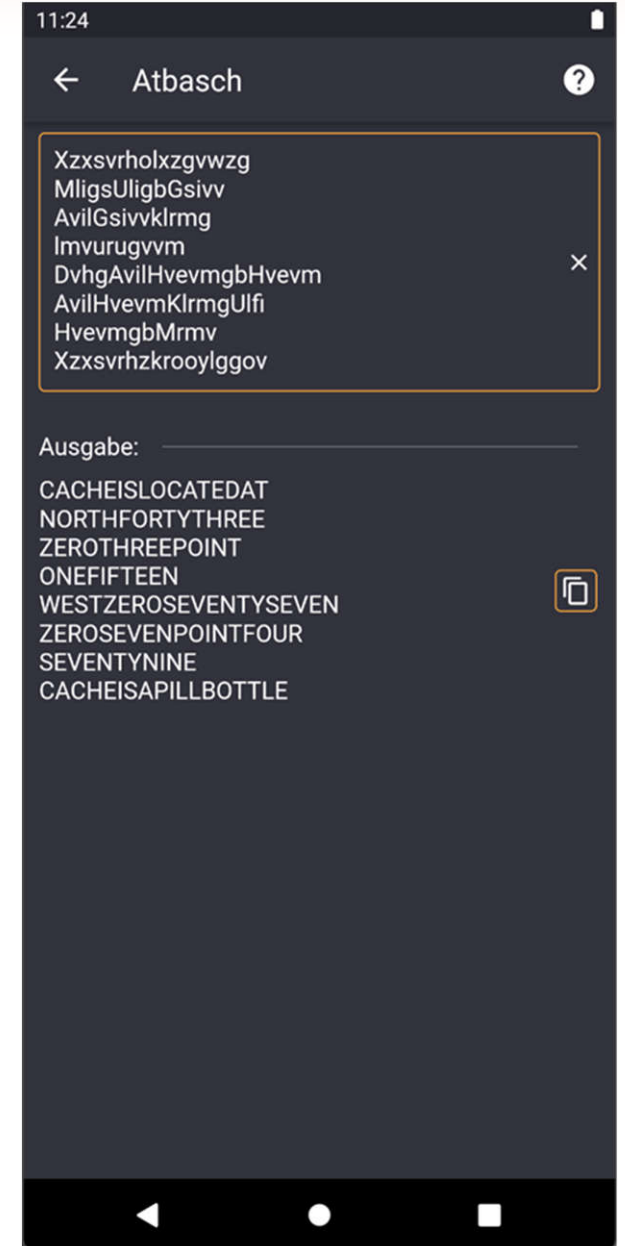 11:24
Atbasch
Xzxsvrholxzgvwzg
MligsUligbGsivv
AvilGsivvklrmg
lmvurugvvm
DvhgAvilHvevmgbHvevm
AvilHvevmKlrmgUlfi
HvevmgbMrmv
Xzxsvrhzkrooylggov
Ausgabe:
CACHEISLOCATEDAT
NORTHFORTYTHREE
ZEROTHREEPOINT
ONEFIFTEEN
WESTZEROSEVENTYSEVEN
ZEROSEVENPOINTFOUR
SEVENTYNINE
CACHEISAPILLBOTTLE